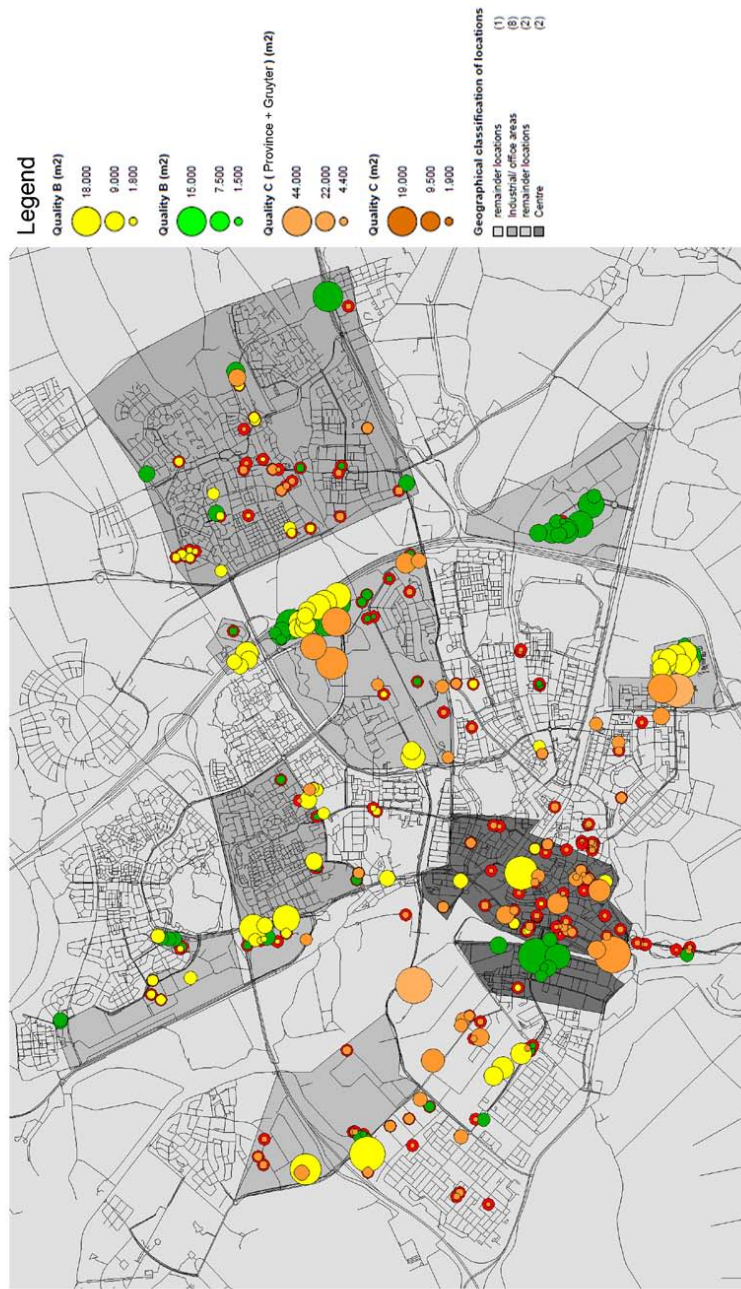 Legend
Quality B (m2)
18.000
9.000
1.800
Quality B (m2)
15.000
7.500
1.500
Quality C ( Province + Gruyter ) (m2)
44.000
22.000
4.400
Quality C (m2)
19.000
9.500
1.900
Geographical classification of locations
remainder locations (1)
Industrial/ office areas (8)
remainder locations (2)
Centre (2)